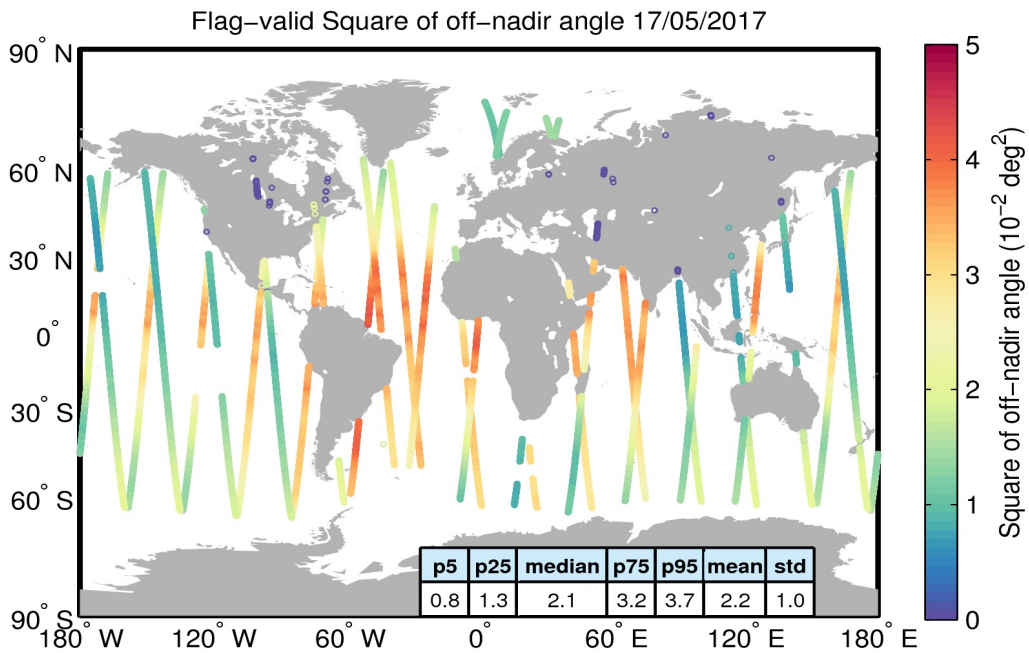 Flag-valid Square of off-nadir angle 17/05/2017
90° N
60° N
30° N
0°
30° S
60° S
90° S
180° W
120° W
60° W
0°
60° E
120° E
180° E
p5 p25 median p75 p95 mean std
0.8 1.3 2.1 3.2 3.7 2.2 1.0
5
4
3
2
1
0
Square of off-nadir angle (10⁻² deg²)